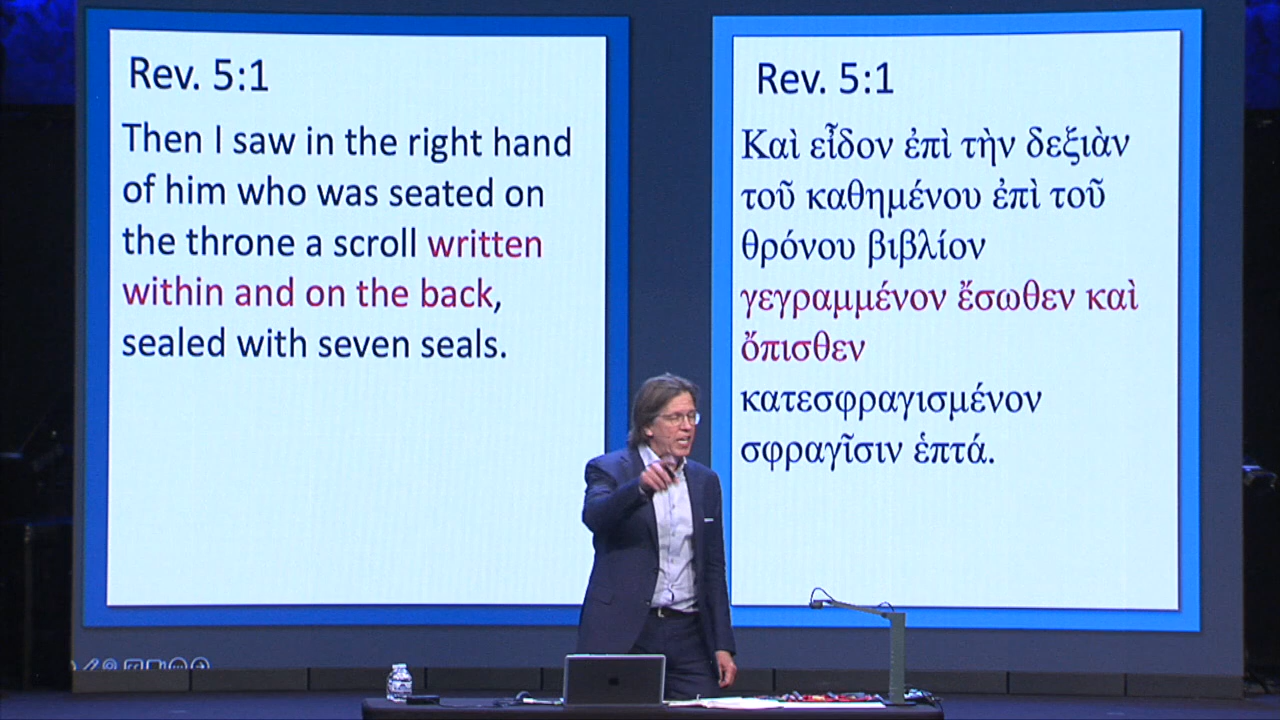 Rev. 5:1
Then I saw in the right hand
of him who was seated on
the throne a scroll written
within and on the back,
sealed with seven seals.
Rev. 5:1
Καὶ εἶδον ἐπὶ τὴν δεξιὰν
τοῦ καθημένου ἐπὶ τοῦ
θρόνου βιβλίον
γεγραμμένον ἔσωθεν καὶ
ὄπισθεν
κατεσφραγισμένον
σφραγῖσιν ἑπτά.